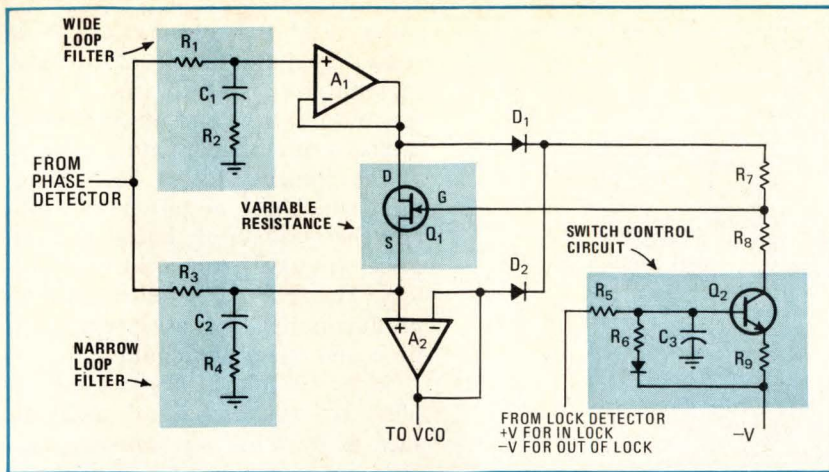 WIDE
LOOP
FILTER
R1
C1
R2
+
A1
−
D1
FROM
PHASE
DETECTOR
VARIABLE
RESISTANCE
D
G
S
Q1
R7
R8
SWITCH CONTROL
CIRCUIT
D2
R3
C2
R4
+
−
A2
R5
R6
C3
Q2
R9
NARROW
LOOP
FILTER
TO VCO
FROM LOCK DETECTOR
+V FOR IN LOCK
−V FOR OUT OF LOCK
−V